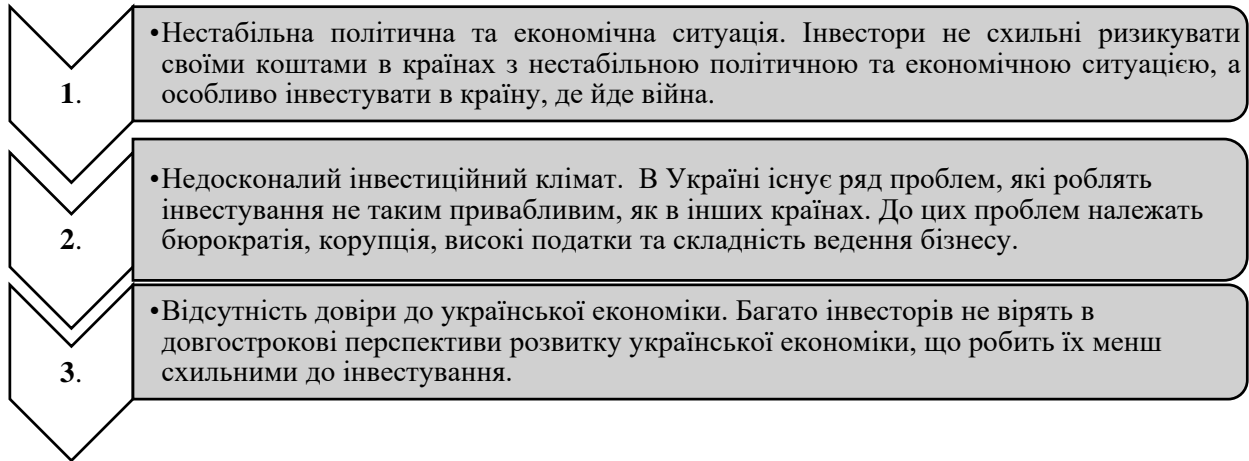 •Нестабільна політична та економічна ситуація. Інвестори не схильні ризикувати
своїми коштами в країнах з нестабільною політичною та економічною ситуацією, а
1.
особливо інвестувати в країну, де йде війна.
•Недосконалий інвестиційний клімат. В Україні існує ряд проблем, які роблять
інвестування не таким привабливим, як в інших країнах. До цих проблем належать
2.
бюрократія, корупція, високі податки та складність ведення бізнесу.
•Відсутність довіри до української економіки. Багато інвесторів не вірять в
довгострокові перспективи розвитку української економіки, що робить їх менш
3.
схильними до інвестування.